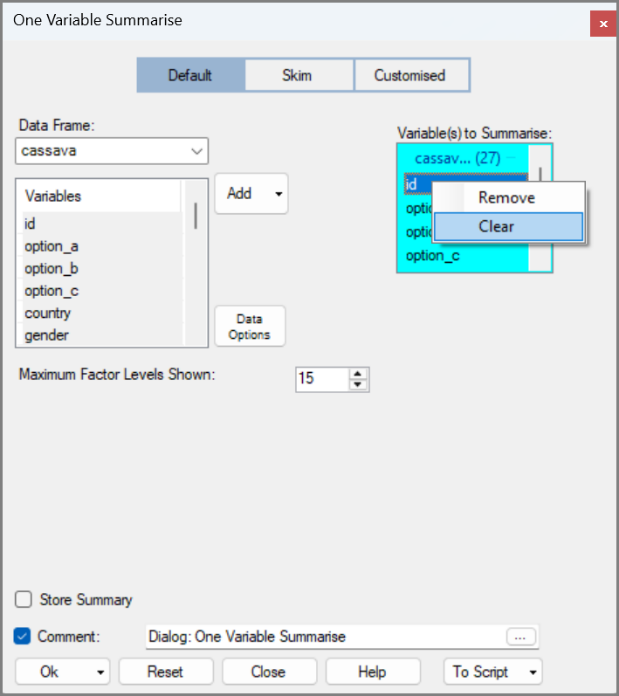 One Variable Summarise
Default Skim Customised
Data Frame:
cassava
Variables
id
option_a
option_b
option_c
country
gender
Add
Data
Options
Variable(s) to Summarise:
cassav... (27)
id
optio
optio
option_c
Remove
Clear
Maximum Factor Levels Shown:
15
Store Summary
Comment: Dialog: One Variable Summarise ...
Ok Reset Close Help To Script